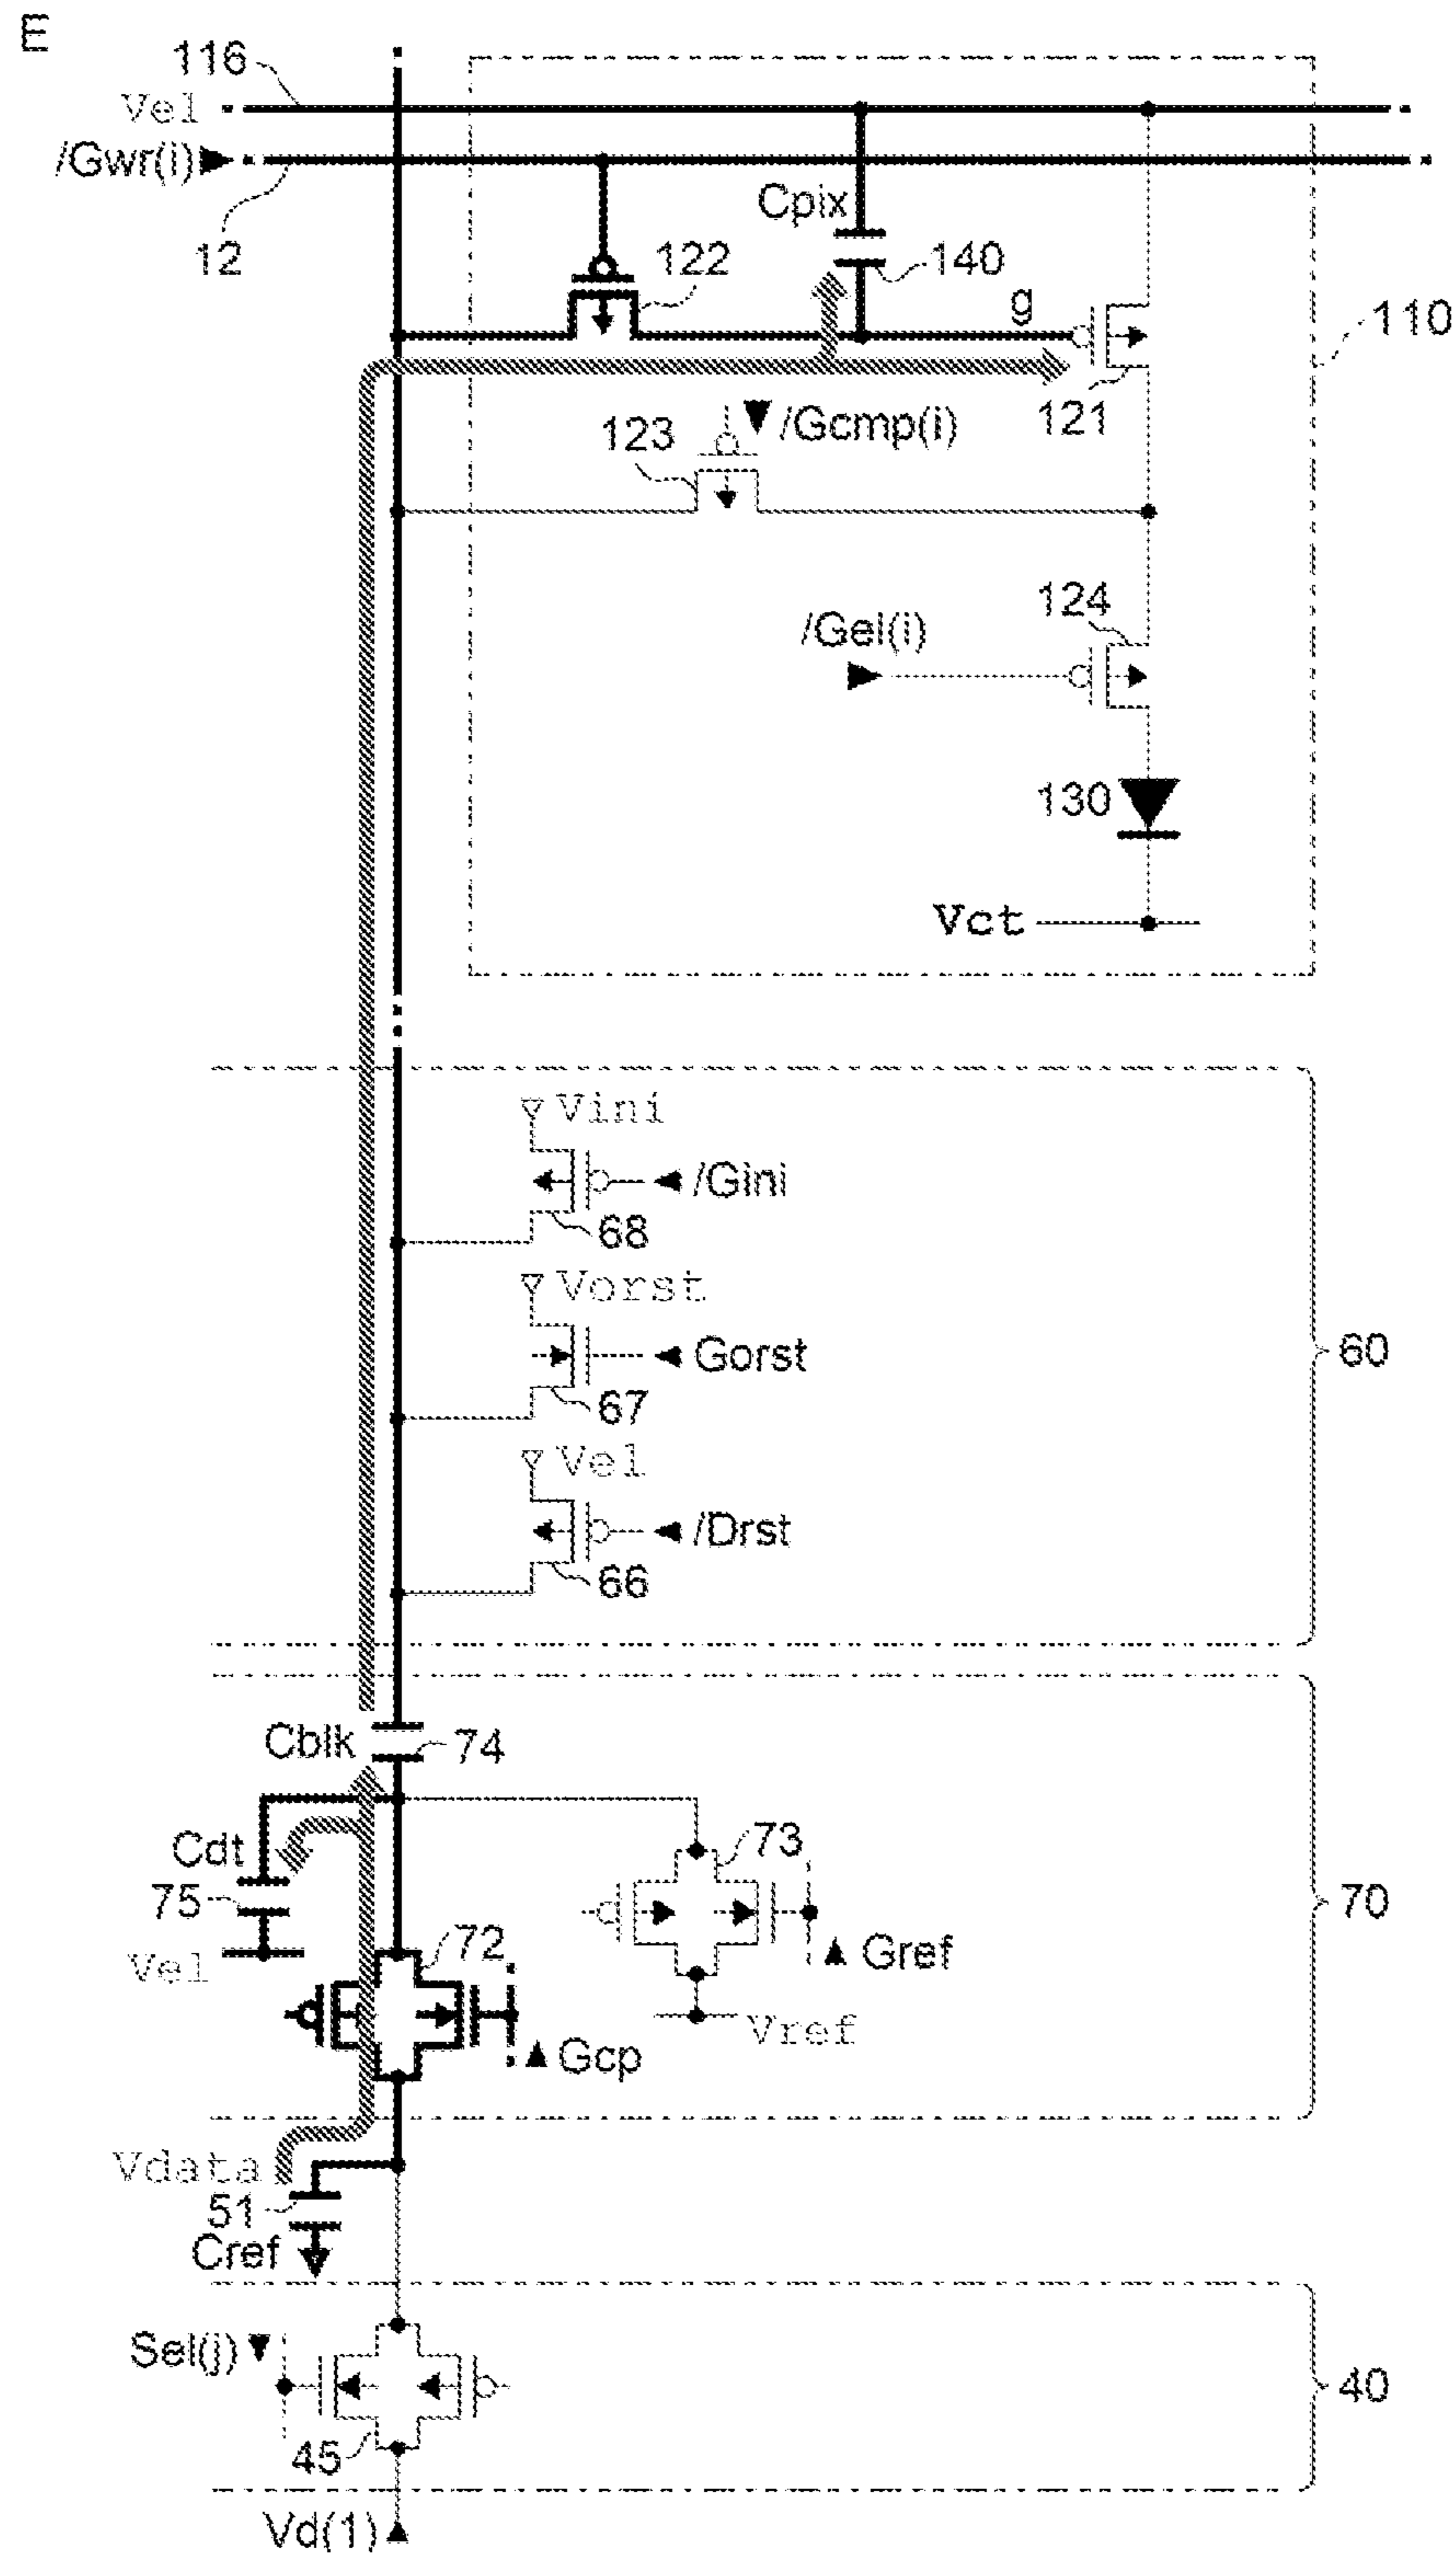 E
116
Vel
/Gwr(i)
12
Cpix
122
140
g
110
121
123
/Gcmp(i)
124
/Gel(i)
130
Vct
Vini
/Gini
68
Vorst
Gorst
67
60
Vel
/Drst
66
Cblk
74
Cdt
73
75
70
72
Vel
Gref
Vref
Gcp
Vdata
51
Cref
Sel(j)
40
45
Vd(1)